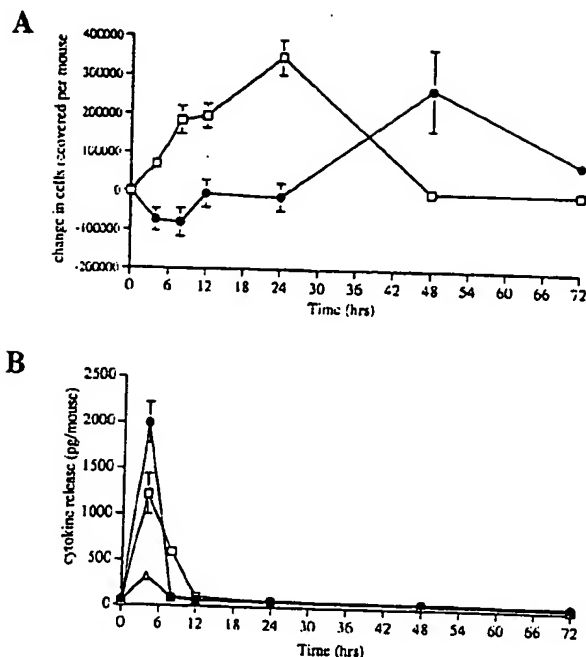 A
change in cells recovered per mouse
400000
300000
200000
100000
0
-100000
-200000
0 6 12 18 24 30 36 42 48 54 60 66 72
Time (hrs)
B
cytokine release (pg/mouse)
2500
2000
1500
1000
500
0
0 6 12 18 24 30 36 42 48 54 60 66 72
Time (hrs)